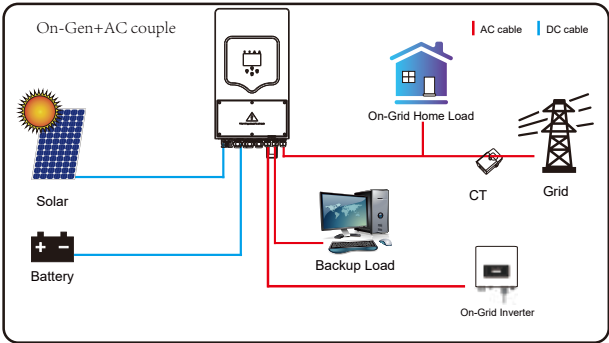 On-Gen+AC couple
AC cable
DC cable
On-Grid Home Load
CT
Grid
Solar
Backup Load
Battery
On-Grid Inverter